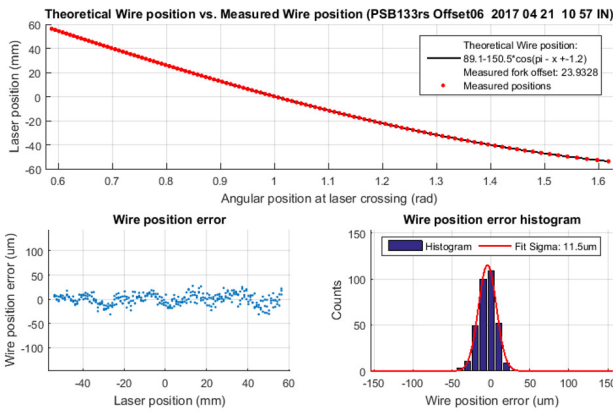 Theoretical Wire position vs. Measured Wire position (PSB133rs Offset06 2017 04 21 10 57 IN)
Laser position (mm)
60
40
20
0
-20
-40
-60
Theoretical Wire position:
89.1-150.5*cos(pi - x +-1.2)
Measured fork offset: 23.9328
Measured positions
0.6 0.7 0.8 0.9 1 1.1 1.2 1.3 1.4 1.5 1.6
Angular position at laser crossing (rad)
Wire position error
Wire position error (um)
100
50
0
-50
-100
-40 -20 0 20 40 60
Laser position (mm)
Wire position error histogram
Counts
150
100
50
0
Histogram Fit Sigma: 11.5um
-150 -100 -50 0 50 100 150
Wire position error (um)